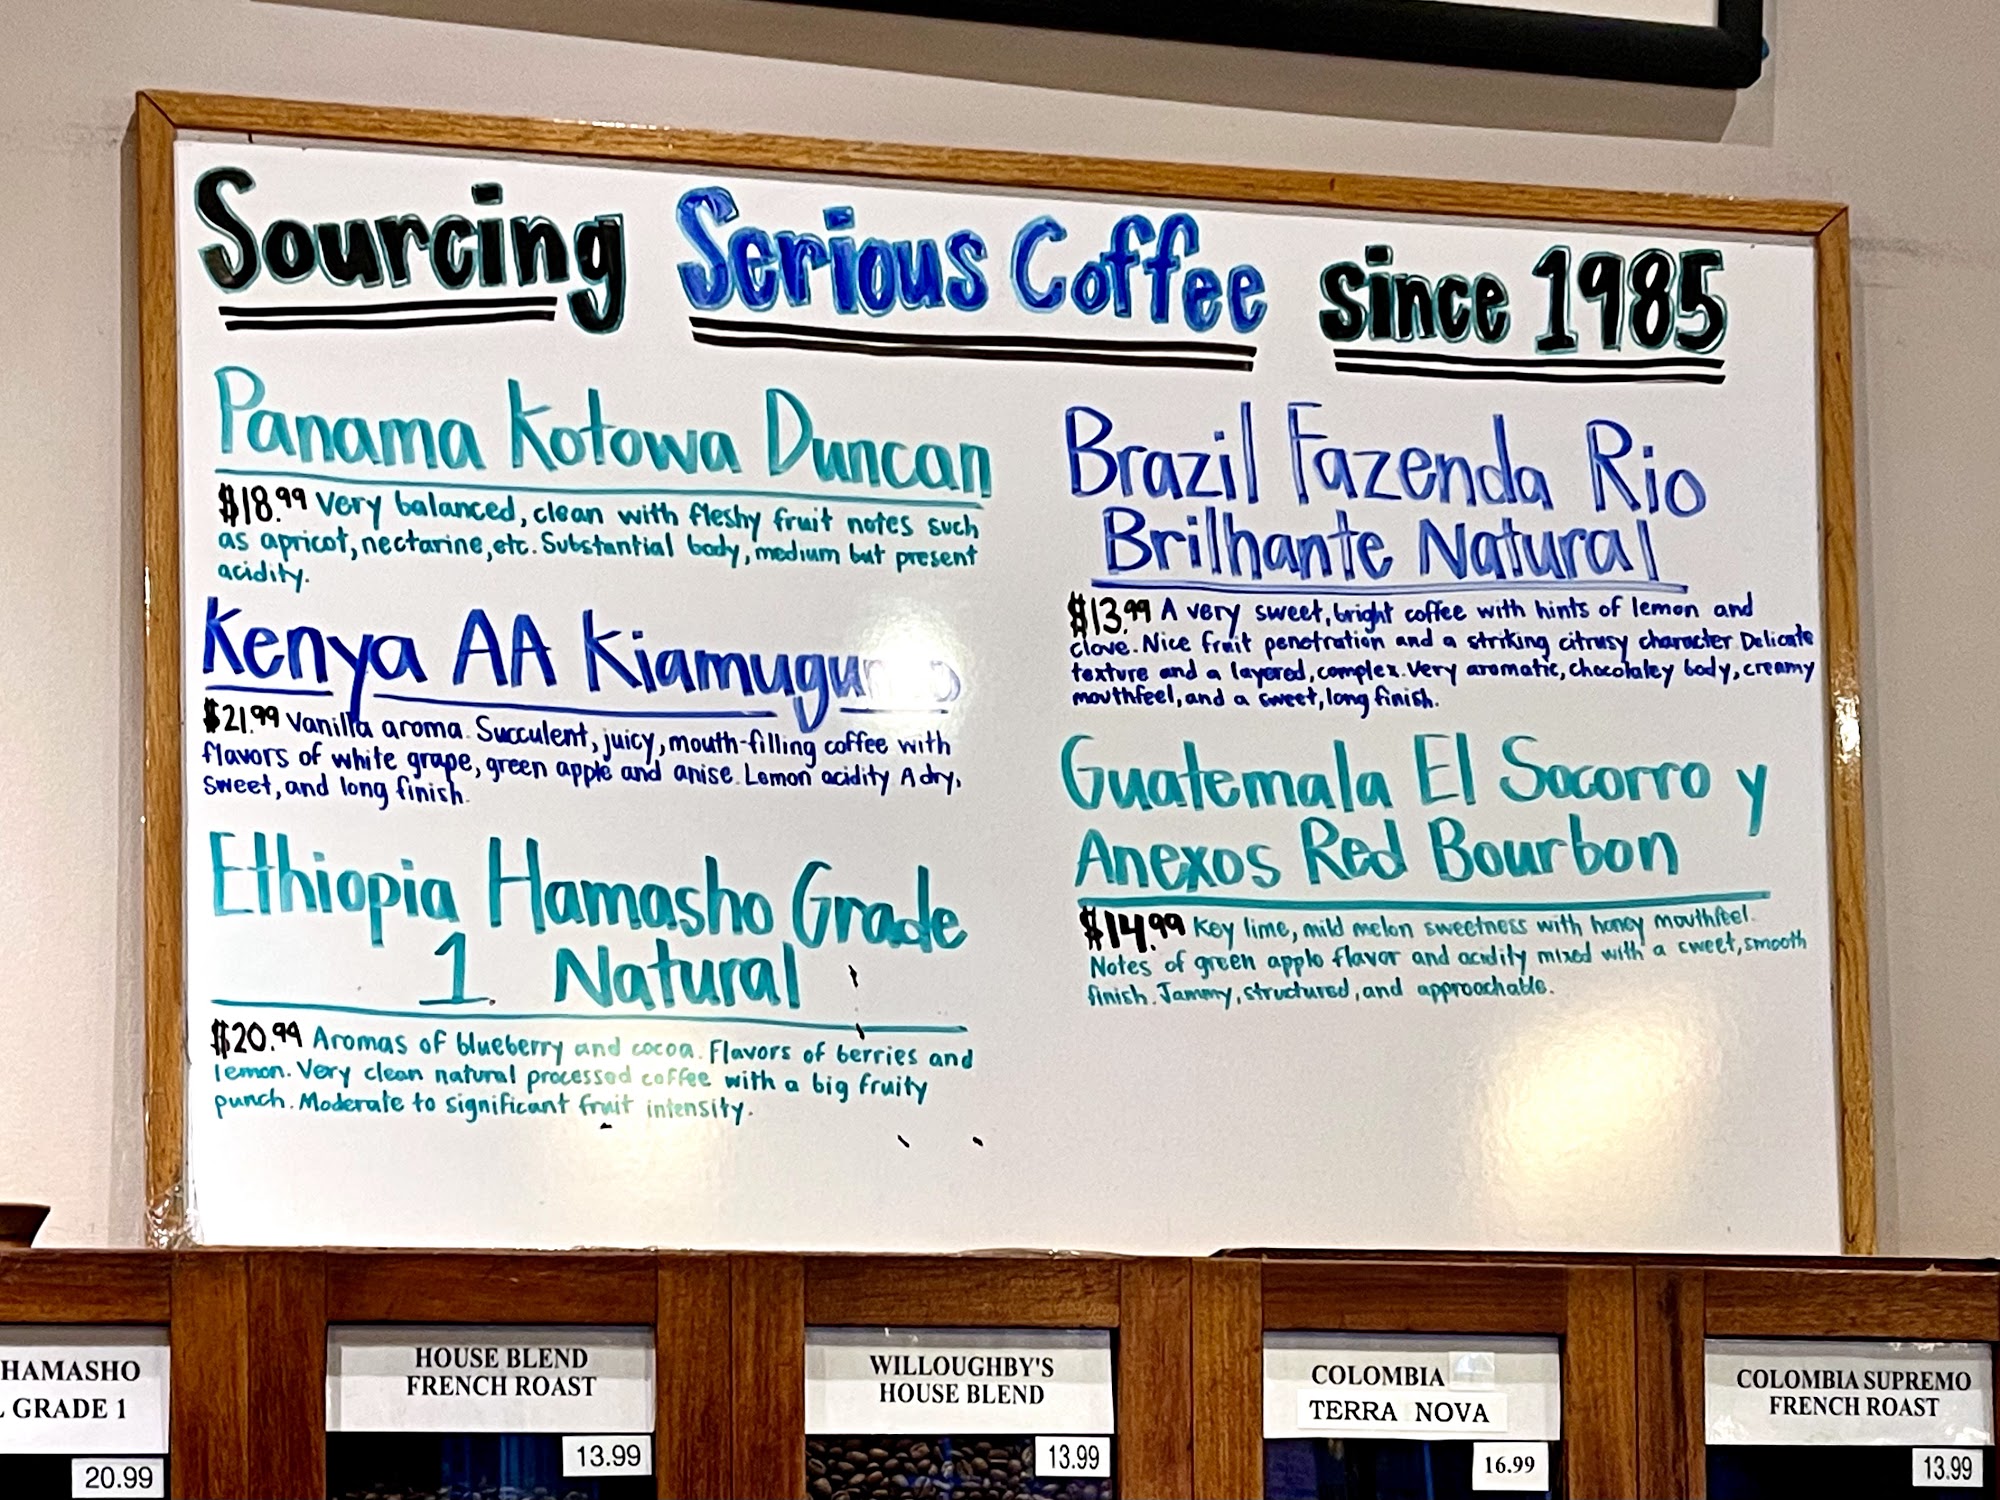 Sourcing Serious Coffee since 1985
Panama Kotowa Duncan
$18.99 Very balanced, clean with fleshy fruit notes such
as apricot, nectarine, etc. Substantial body, medium but present
acidity.
Kenya AA Kiamugumo
$21.99 Vanilla aroma. Succulent, juicy, mouth-filling coffee with
flavors of white grape, green apple and anise. Lemon acidity A dry,
sweet, and long finish.
Ethiopia Hamasho Grade
1 Natural
$20.99 Aromas of blueberry and cocoa. Flavors of berries and
lemon. Very clean natural processed coffee with a big fruity
punch. Moderate to significant fruit intensity.
Brazil Fazenda Rio
Brilhante Natural
$13.99 A very sweet, bright coffee with hints of lemon and
clove. Nice fruit penetration and a striking citrusy character Delicate
texture and a layered, complex. Very aromatic, chocolatey body, creamy
mouthfeel, and a sweet, long finish.
Guatemala El Socorro y
Anexos Red Bourbon
$14.99 Key lime, mild melon sweetness with honey mouthfeel.
Notes of green apple flavor and acidity mixed with a sweet, smooth
finish. Jammy, structured, and approachable.
HAMASHO
GRADE 1
20.99
HOUSE BLEND
FRENCH ROAST
13.99
WILLOUGHBY'S
HOUSE BLEND
13.99
COLOMBIA
TERRA NOVA
16.99
COLOMBIA SUPREMO
FRENCH ROAST
13.99